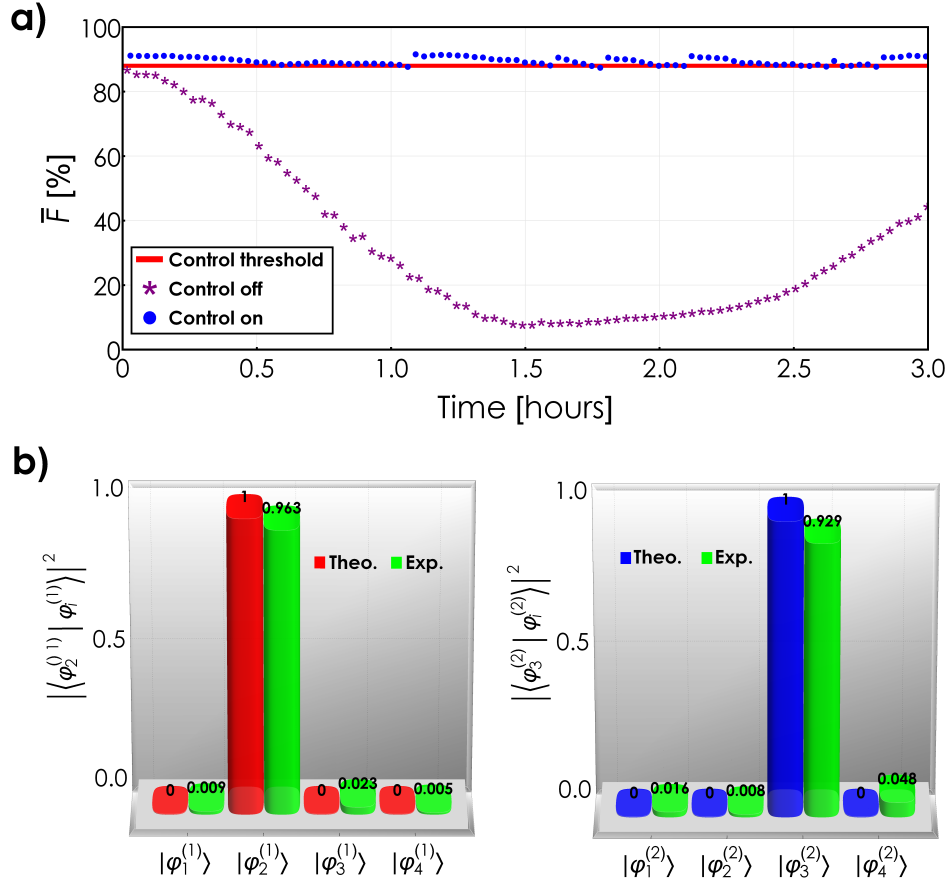 a)
100
80
60
40
20
0
F̅ [%]
Control threshold
Control off
Control on
0 0.5 1.0 1.5 2.0 2.5 3.0
Time [hours]
b)
1.0
0.5
0.0
|⟨φ₂⁽⁾¹⁾|φᵢ⁽¹⁾⟩|²
Theo. Exp.
1 0.963
0 0.009 0 0.023 0 0.005
|φ₁⁽¹⁾⟩ |φ₂⁽¹⁾⟩ |φ₃⁽¹⁾⟩ |φ₄⁽¹⁾⟩
1.0
0.5
0.0
|⟨φ₃⁽²⁾|φᵢ⁽²⁾⟩|²
Theo. Exp.
1 0.929
0 0.016 0 0.008 0 0.048
|φ₁⁽²⁾⟩ |φ₂⁽²⁾⟩ |φ₃⁽²⁾⟩ |φ₄⁽²⁾⟩